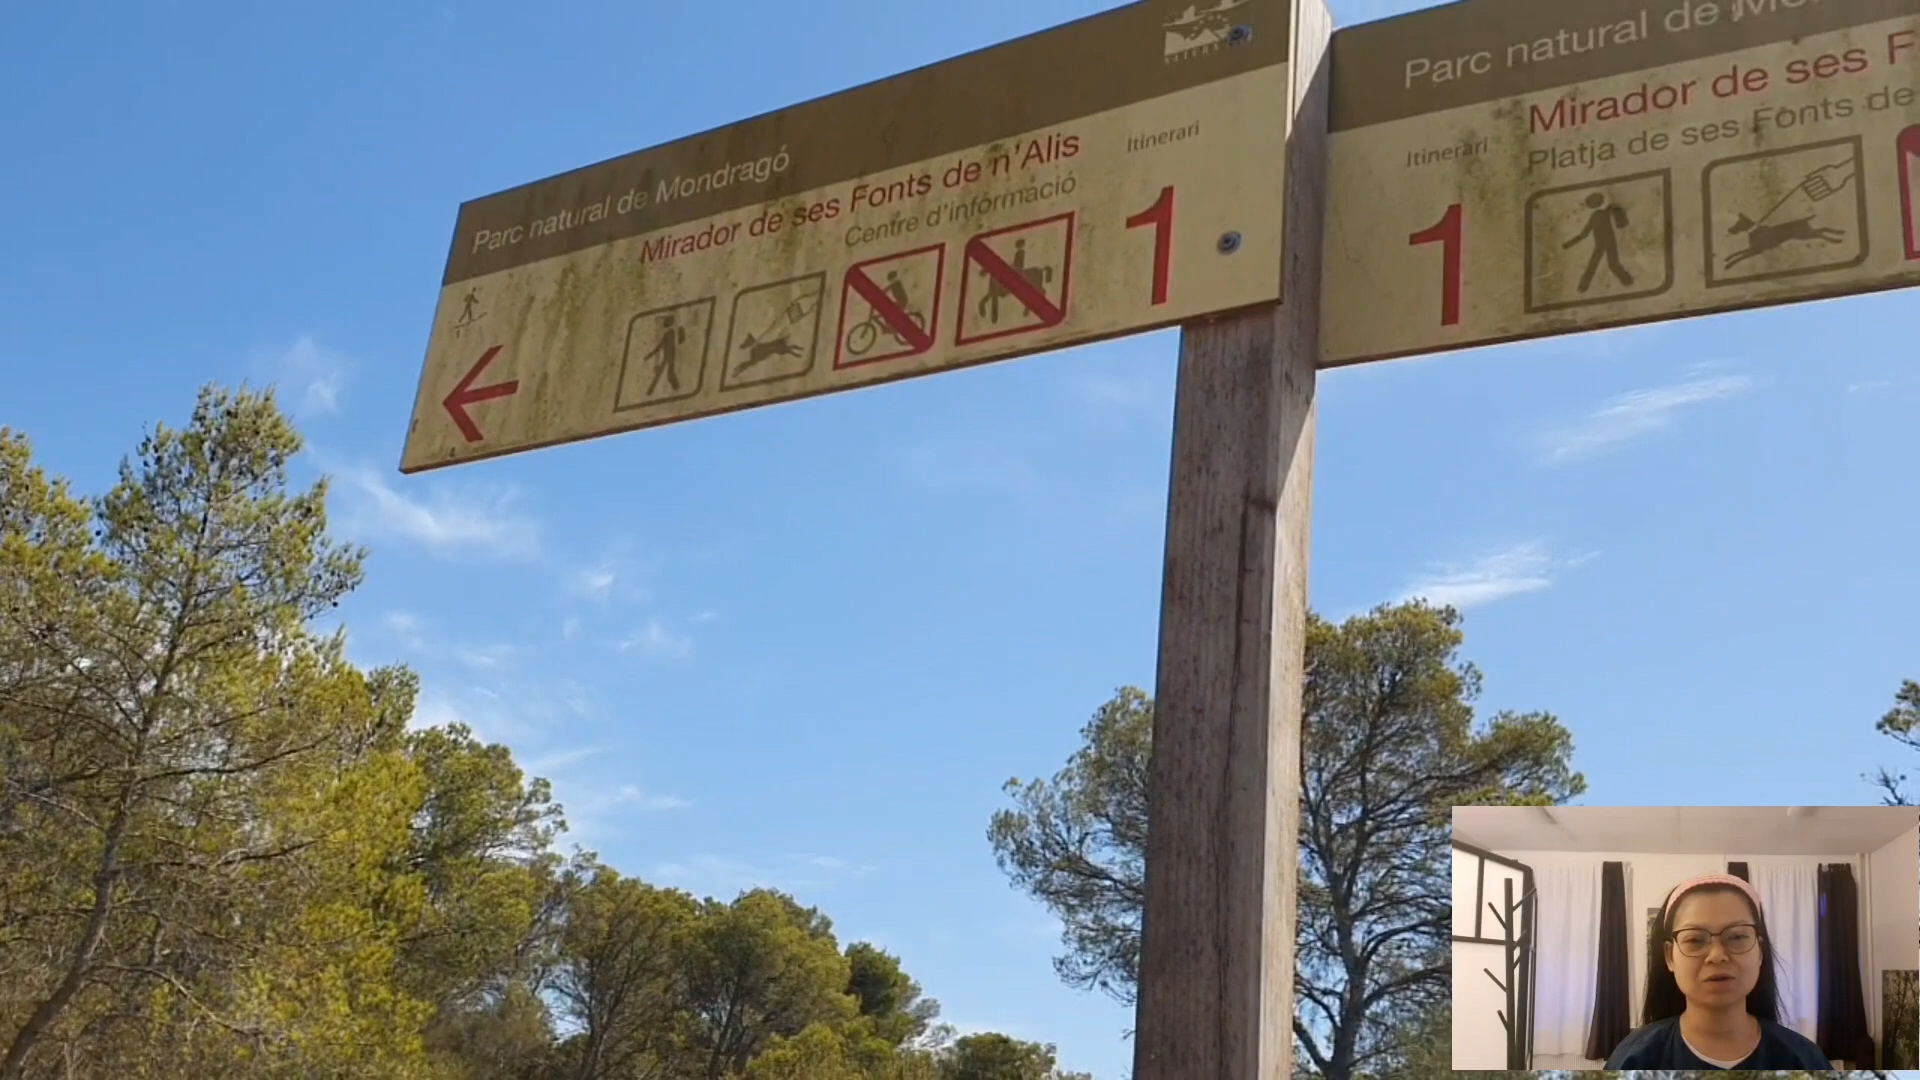 Parc natural de Mondragó
Mirador de ses Fonts de n'Alis
Centre d'informació
Itinerari
1
Parc natural de
Mirador de ses F
Platja de ses Fonts de
Itinerari
1